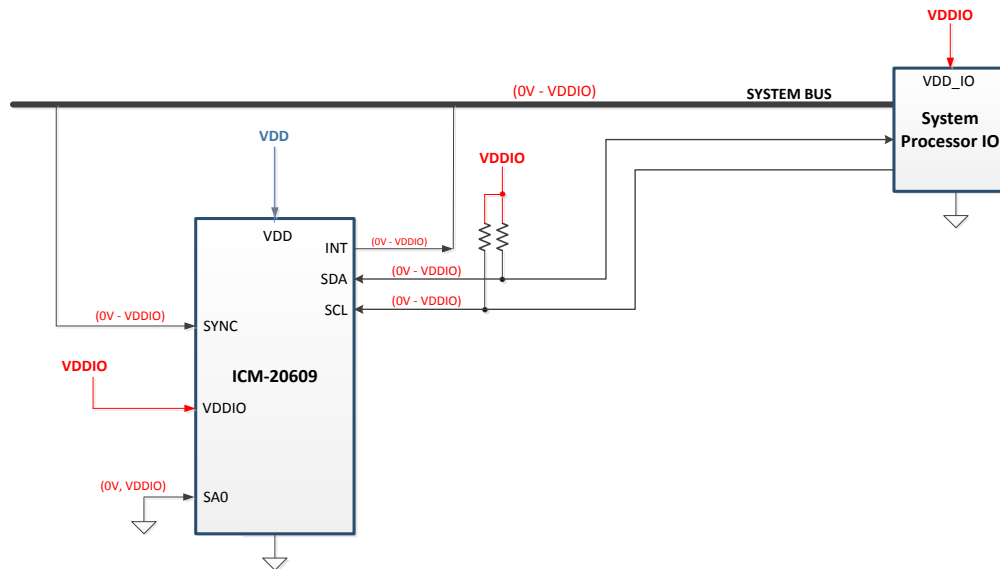 VDDIO
VDD_IO
(0V - VDDIO)
SYSTEM BUS
System
Processor IO
VDD
VDDIO
VDD
INT
(0V - VDDIO)
SDA
(0V - VDDIO)
SCL
(0V - VDDIO)
(0V - VDDIO)
SYNC
ICM-20609
VDDIO
VDDIO
(0V, VDDIO)
SA0